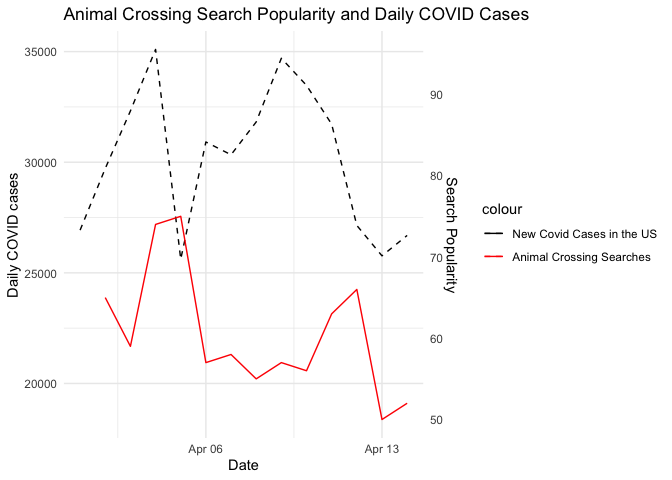 Animal Crossing Search Popularity and Daily COVID Cases
Daily COVID cases
35000
30000
25000
20000
Apr 06
Apr 13
Date
90
80
70
60
50
Search Popularity
colour
New Covid Cases in the US
Animal Crossing Searches